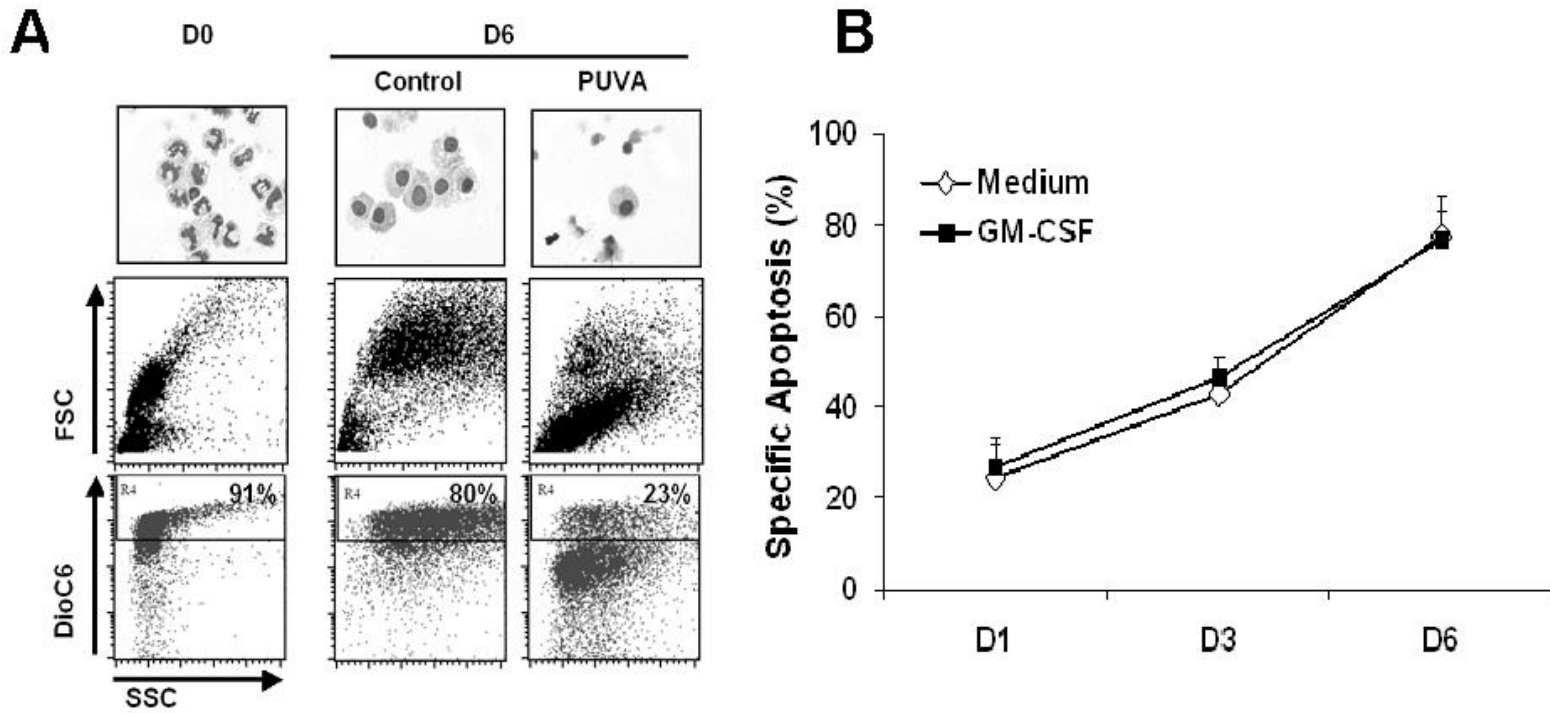 A
D0
D6
Control
PUVA
FSC
R4
91%
R4
80%
R4
23%
DioC6
SSC
B
Specific Apoptosis (%)
100
80
60
40
20
0
Medium
GM-CSF
D1
D3
D6